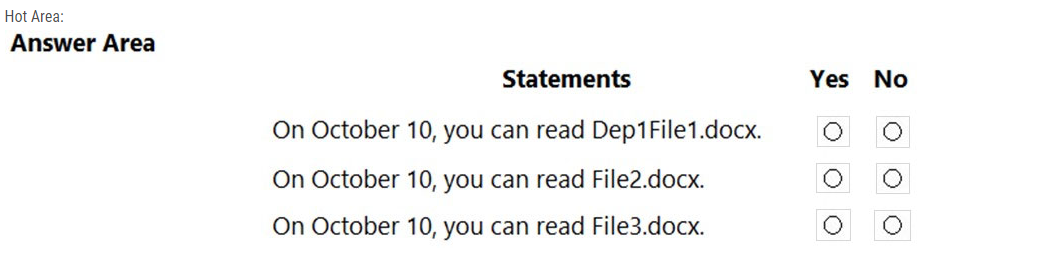 Hot Area:
Answer Area
Statements Yes No
On October 10, you can read Dep1File1.docx.
On October 10, you can read File2.docx.
On October 10, you can read File3.docx.